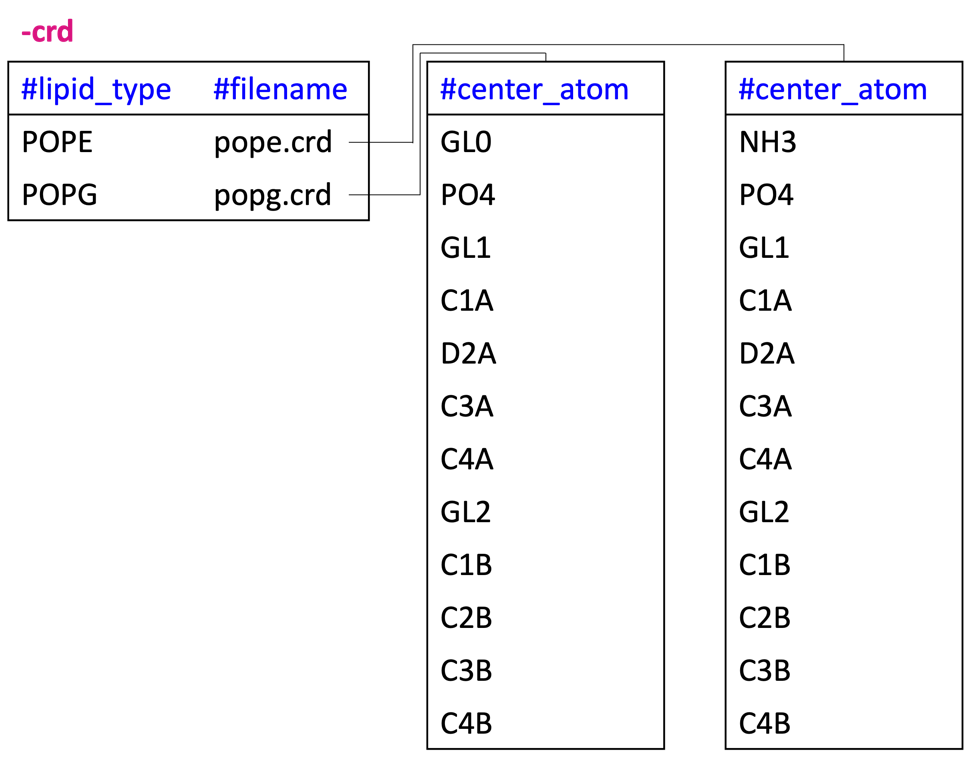 -crd
#lipid_type #filename
POPE pope.crd
POPG popg.crd
#center_atom
GL0
PO4
GL1
C1A
D2A
C3A
C4A
GL2
C1B
C2B
C3B
C4B
#center_atom
NH3
PO4
GL1
C1A
D2A
C3A
C4A
GL2
C1B
C2B
C3B
C4B